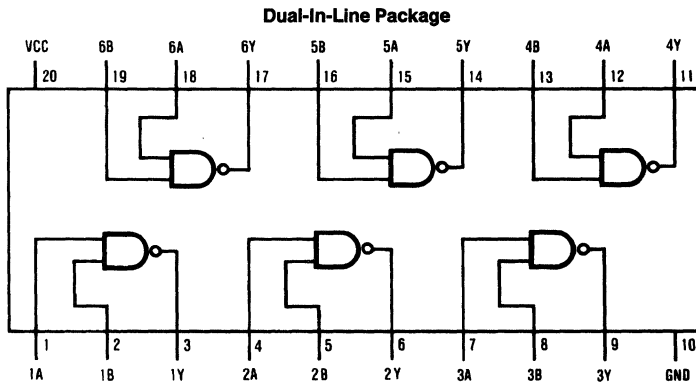 Dual-In-Line Package
VCC 6B 6A 6Y 5B 5A 5Y 4B 4A 4Y
20 19 18 17 16 15 14 13 12 11
1 2 3 4 5 6 7 8 9 10
1A 1B 1Y 2A 2B 2Y 3A 3B 3Y GND